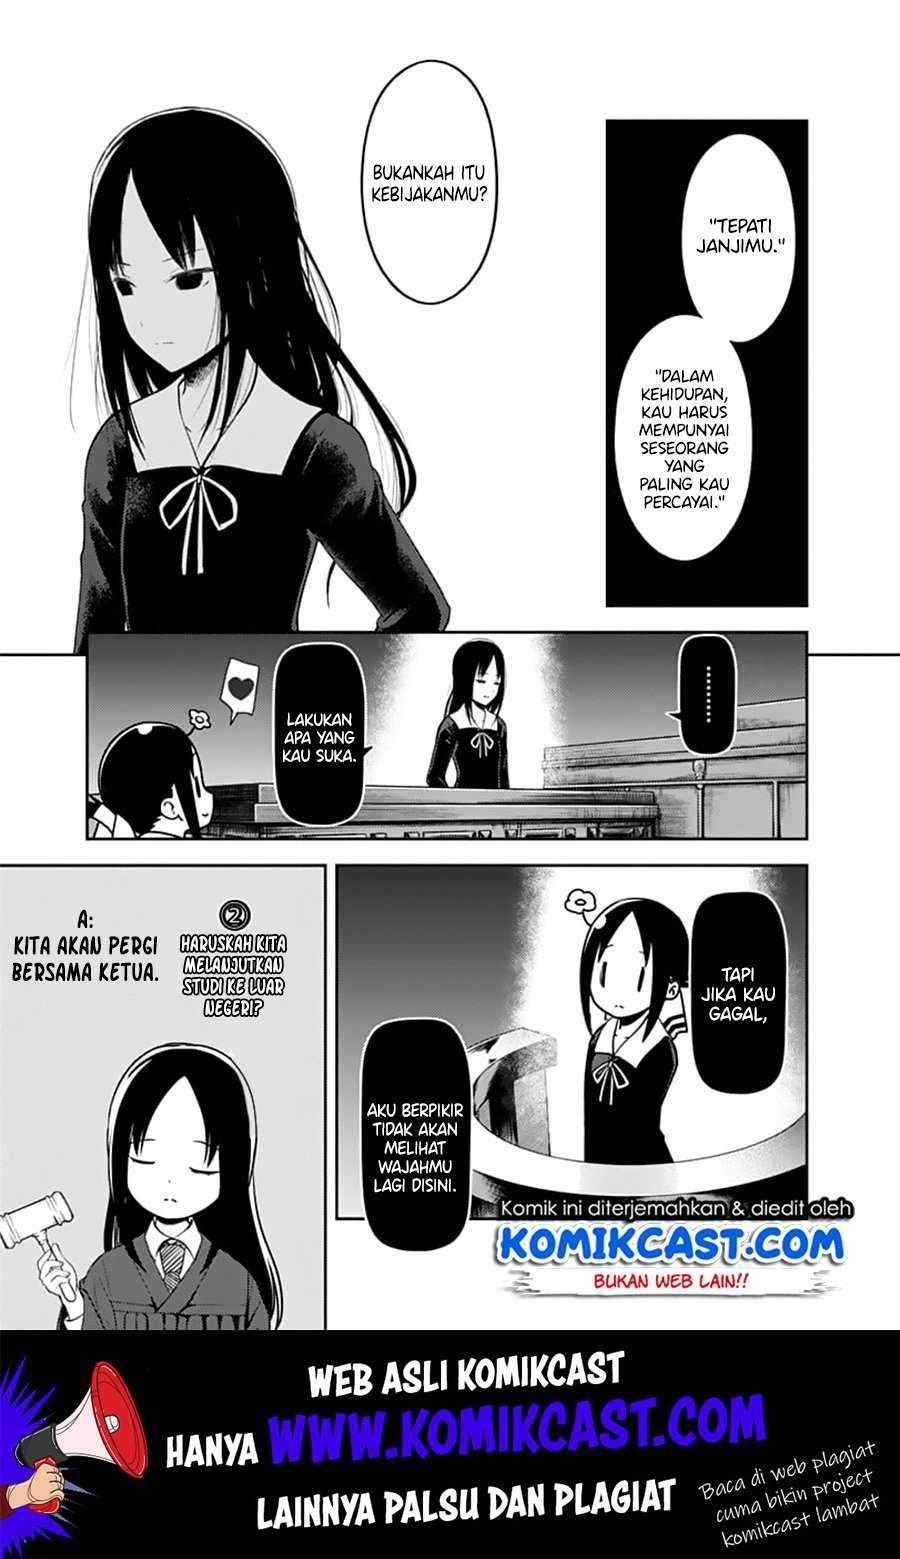 "TEPATI
JANJIMU."
"DALAM
KEHIDUPAN,
KAU HARUS
MEMPUNYAI
SESEORANG
YANG
PALING KAU
PERCAYAI."
BUKANKAH ITU
KEBIJAKANMU?
.........
LAKUKAN
APA YANG
KAU SUKA.
TAPI
JIKA KAU
GAGAL,
AKU BERPIKIR
TIDAK AKAN
MELIHAT
WAJAHMU
LAGI DISINI.
②
HARUSKAH KITA
MELANJUTKAN
STUDI KE LUAR
NEGERI?
A:
KITA AKAN PERGI
BERSAMA KETUA.
Komik ini diterjemahkan & diedit oleh
KOMIKCAST.COM
BUKAN WEB LAIN!!
WEB ASLI KOMIKCAST
HANYA WWW.KOMIKCAST.COM
LAINNYA PALSU DAN PLAGIAT
Baca di web plagiat
cuma bikin project
komikcast lambat